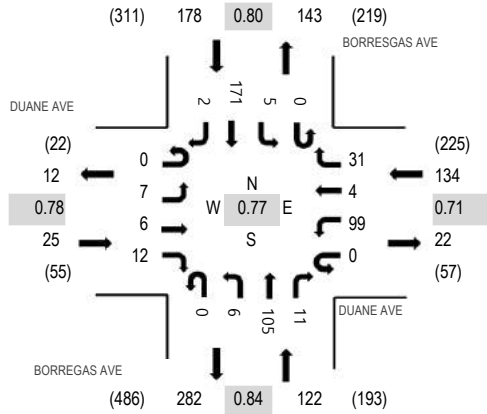 (311) 178 0.80 143 (219)
BORRESGAS AVE
DUANE AVE
2 171 5 0
(22)
12
0.78
25
(55)
0
7
6
12
N
W 0.77 E
S
31
4
99
0
(225)
134
0.71
22
(57)
0 6 105 11
DUANE AVE
BORREGAS AVE
(486) 282 0.84 122 (193)